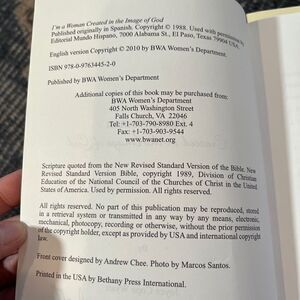 I'm a Woman Created in the Image of God
Published originally in Spanish. Copyright © 1988. Used with permission by
Editorial Mundo Hispano, 7000 Alabama St., El Paso, Texas 79904 USA.
English version Copyright © 2010 by BWA Women's Department.
ISBN 978-0-9763445-2-0
Published by BWA Women's Department
Additional copies of this book may be purchased from:
BWA Women's Department
405 North Washington Street
Falls Church, VA 22046
Tel: +1-703-790-8980 Ext. 4
Fax: +1-703-903-9544
www.bwanet.org
Scripture quoted from the New Revised Standard Version of the Bible. New
Revised Standard Version Bible, copyright 1989, Division of Christian
Education of the National Council of the Churches of Christ in the United
States of America. Used by permission. All rights reserved.
All rights reserved. No part of this publication may be reproduced, stored
in a retrieval system or transmitted in any way by any means, electronic,
mechanical, photocopy, recording or otherwise, without the prior permission
of the copyright holder, except as provided by USA and international copyright
law.
Front cover designed by Andrew Chee. Photo by Marcos Santos.
Printed in the USA by Bethany Press International.